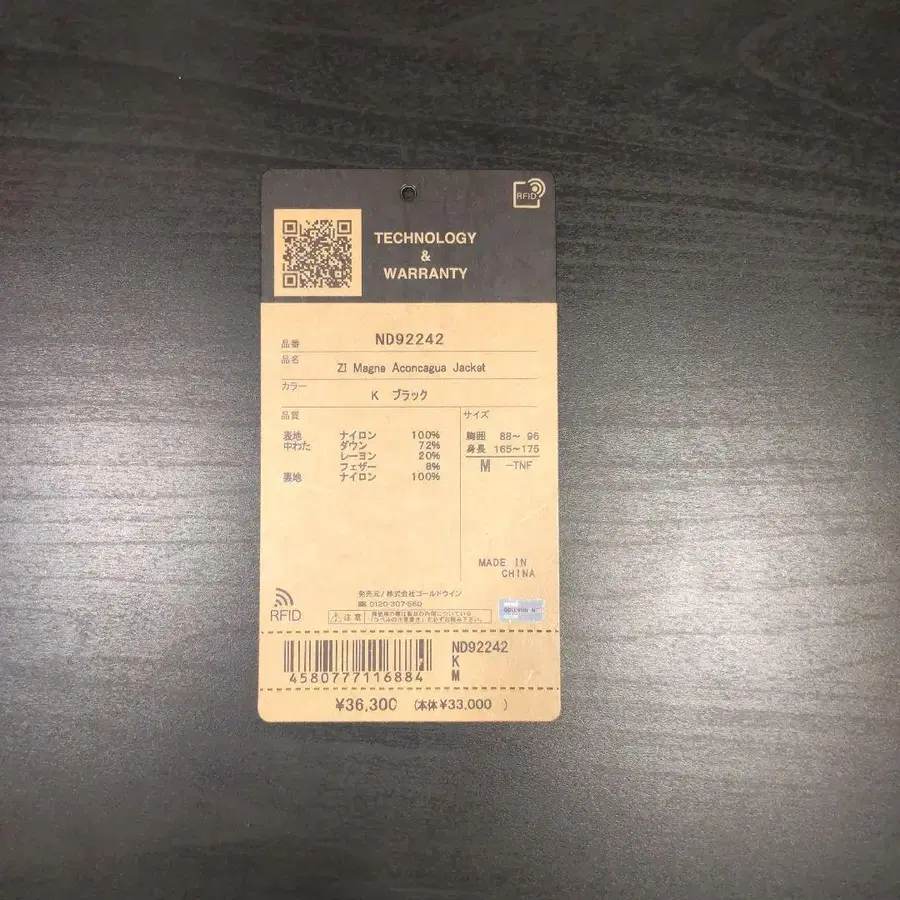 RFID
TECHNOLOGY
&
WARRANTY
品番 ND92242
品名 ZI Magne Aconcagua Jacket
カラー K ブラック
品質
表地 ナイロン 100%
中わた ダウン 72%
レーヨン 20%
フェザー 8%
裏地 ナイロン 100%
サイズ
胸囲 88～ 96
身長 165～175
M -TNF
MADE IN
CHINA
RFID
発売元/株式会社ゴールドウイン
0120-307-560
注意
ND92242
K
M
4580777116884
¥36,300 (本体¥33,000 )